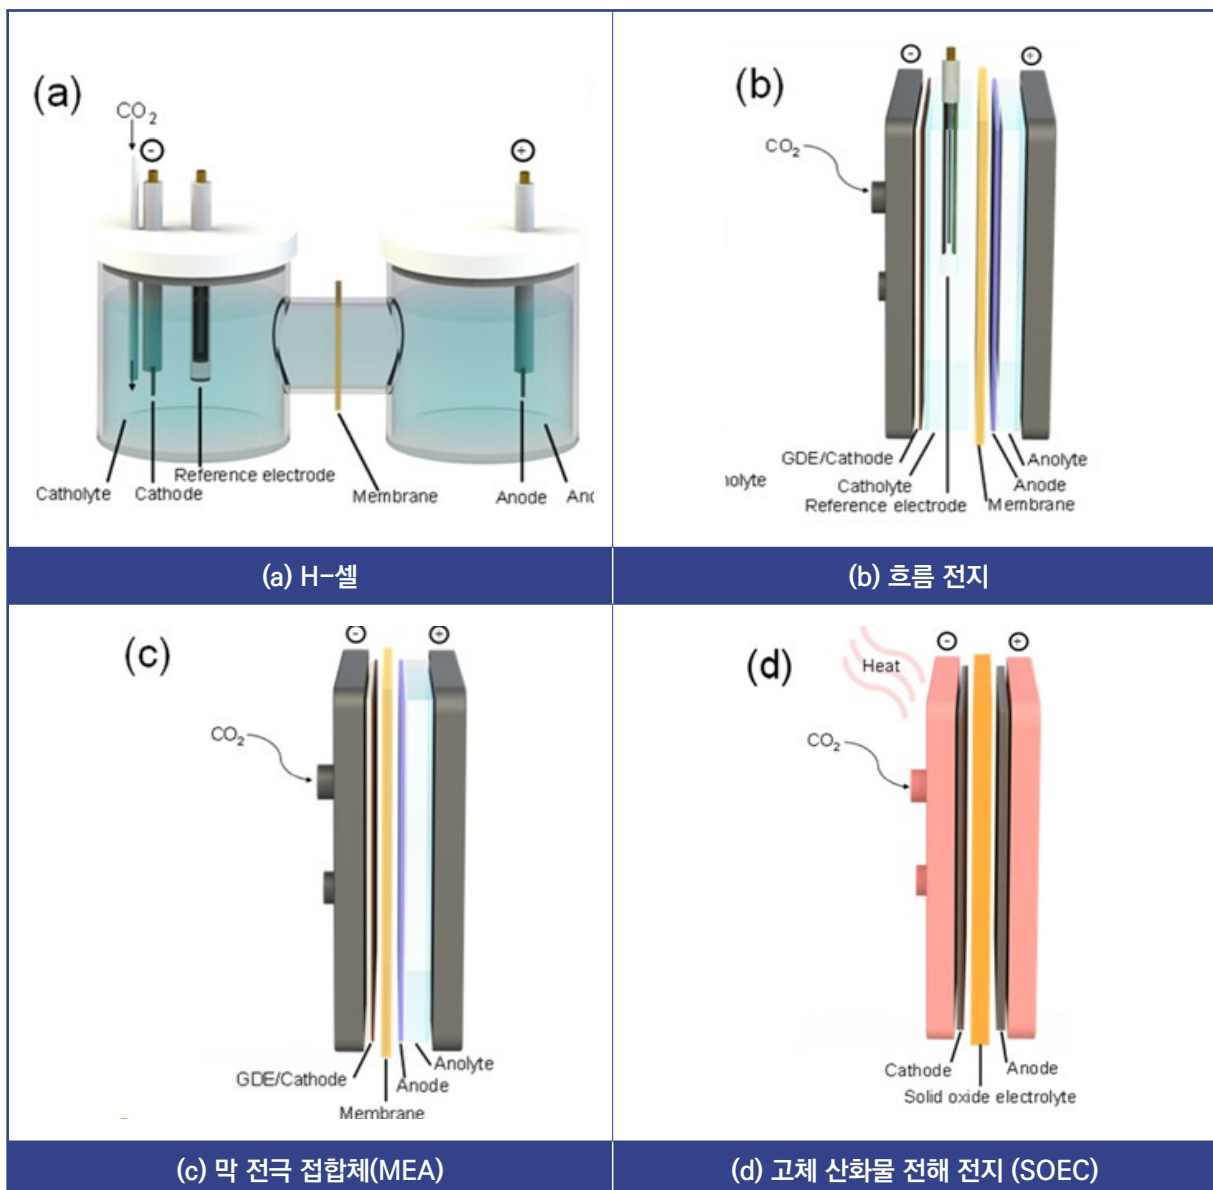 (a)
CO2
-
+
Reference electrode
Catholyte
Cathode
Membrane
Anode
Ano
(b)
-
+
CO2
GDE/Cathode
Anolyte
nolyte
Catholyte
Anode
Reference electrode
Membrane
(a) H-셀
(b) 흐름 전지
(c)
-
+
CO2
Anolyte
GDE/Cathode
Anode
Membrane
(d)
Heat
-
+
CO2
Cathode
Anode
Solid oxide electrolyte
(c) 막 전극 접합체(MEA)
(d) 고체 산화물 전해 전지 (SOEC)